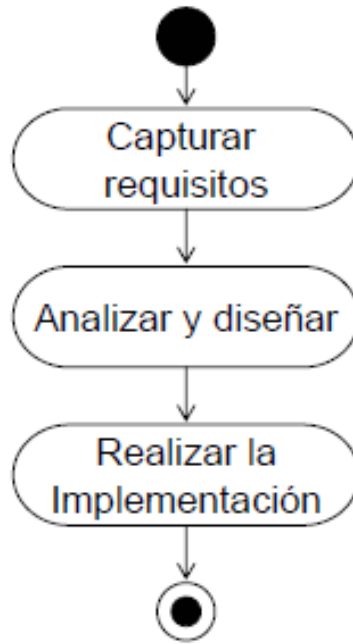 Capturar
requisitos
Analizar y diseñar
Realizar la
Implementación